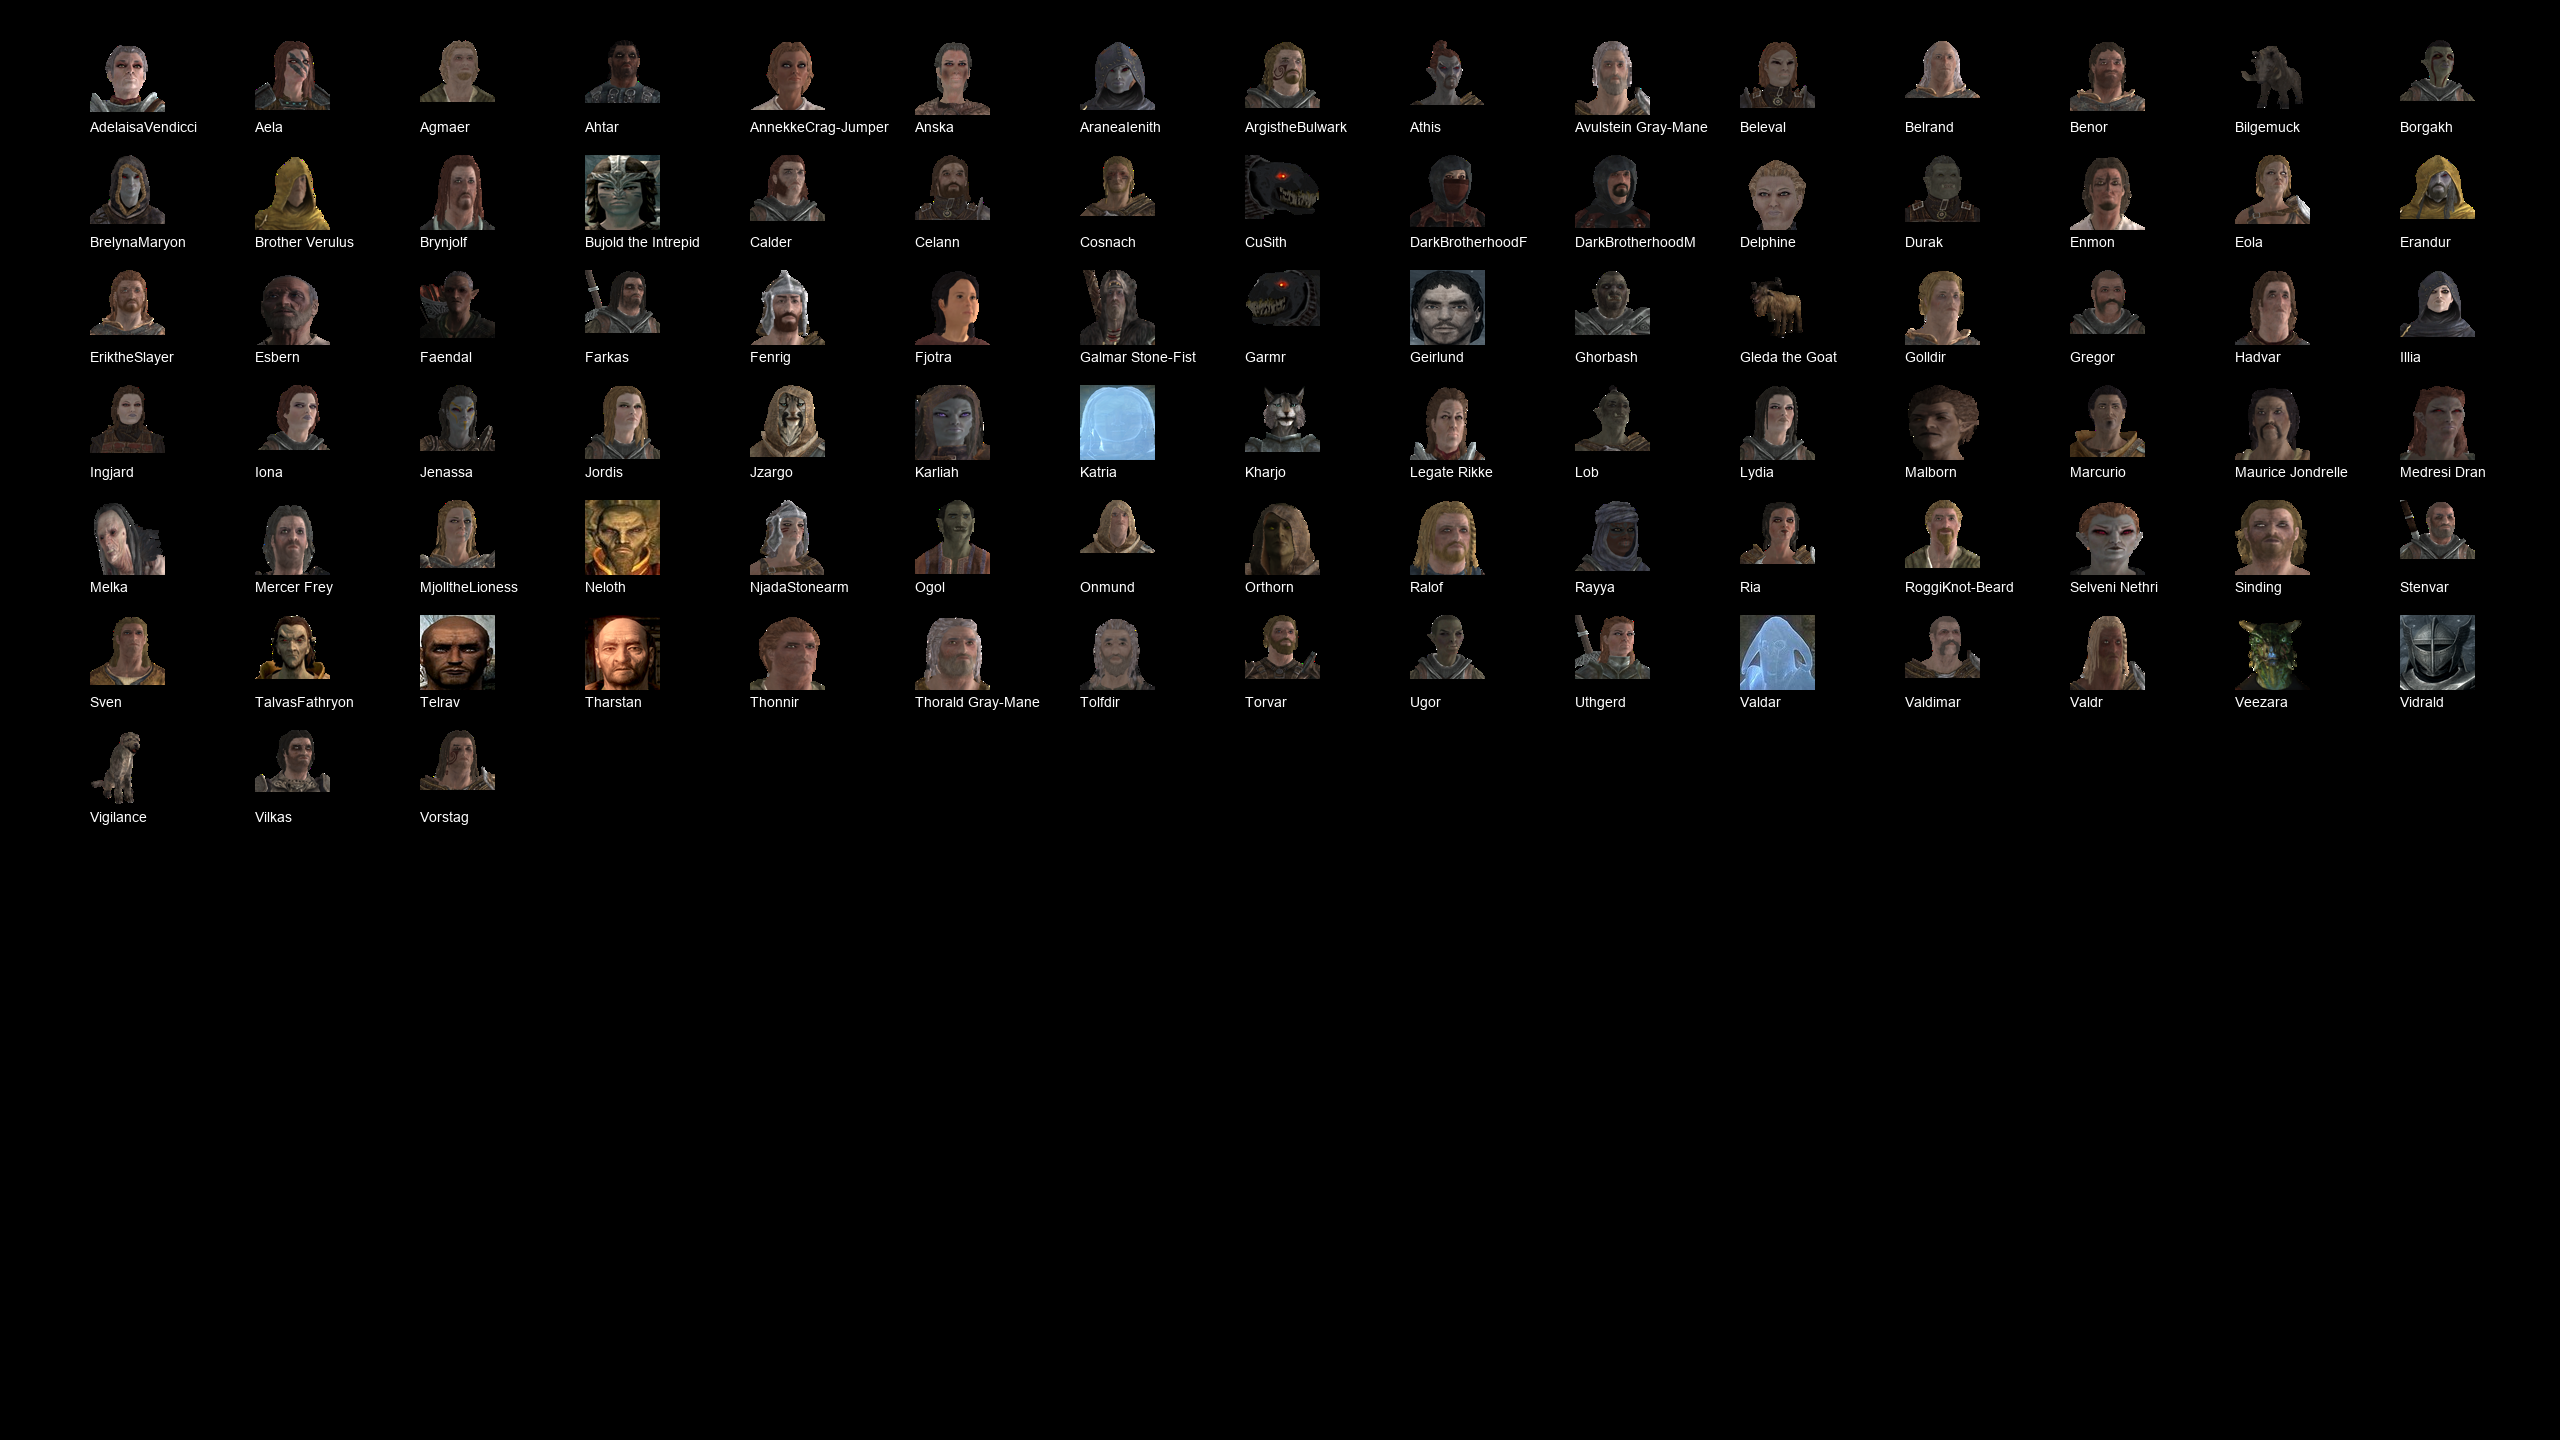 AdelaisaVendicci Aela Agmaer Ahtar AnnekkeCrag-Jumper Anska AraneaIenith ArgistheBulwark Athis Avulstein Gray-Mane Beleval Belrand Benor Bilgemuck Borgakh
BrelynaMaryon Brother Verulus Brynjolf Bujold the Intrepid Calder Celann Cosnach CuSith DarkBrotherhoodF DarkBrotherhoodM Delphine Durak Enmon Eola Erandur
EriktheSlayer Esbern Faendal Farkas Fenrig Fjotra Galmar Stone-Fist Garmr Geirlund Ghorbash Gleda the Goat Golldir Gregor Hadvar Illia
Ingjard Iona Jenassa Jordis Jzargo Karliah Katria Kharjo Legate Rikke Lob Lydia Malborn Marcurio Maurice Jondrelle Medresi Dran
Melka Mercer Frey MjolltheLioness Neloth NjadaStonearm Ogol Onmund Orthorn Ralof Rayya Ria RoggiKnot-Beard Selveni Nethri Sinding Stenvar
Sven TalvasFathryon Telrav Tharstan Thonnir Thorald Gray-Mane Tolfdir Torvar Ugor Uthgerd Valdar Valdimar Valdr Veezara Vidrald
Vigilance Vilkas Vorstag